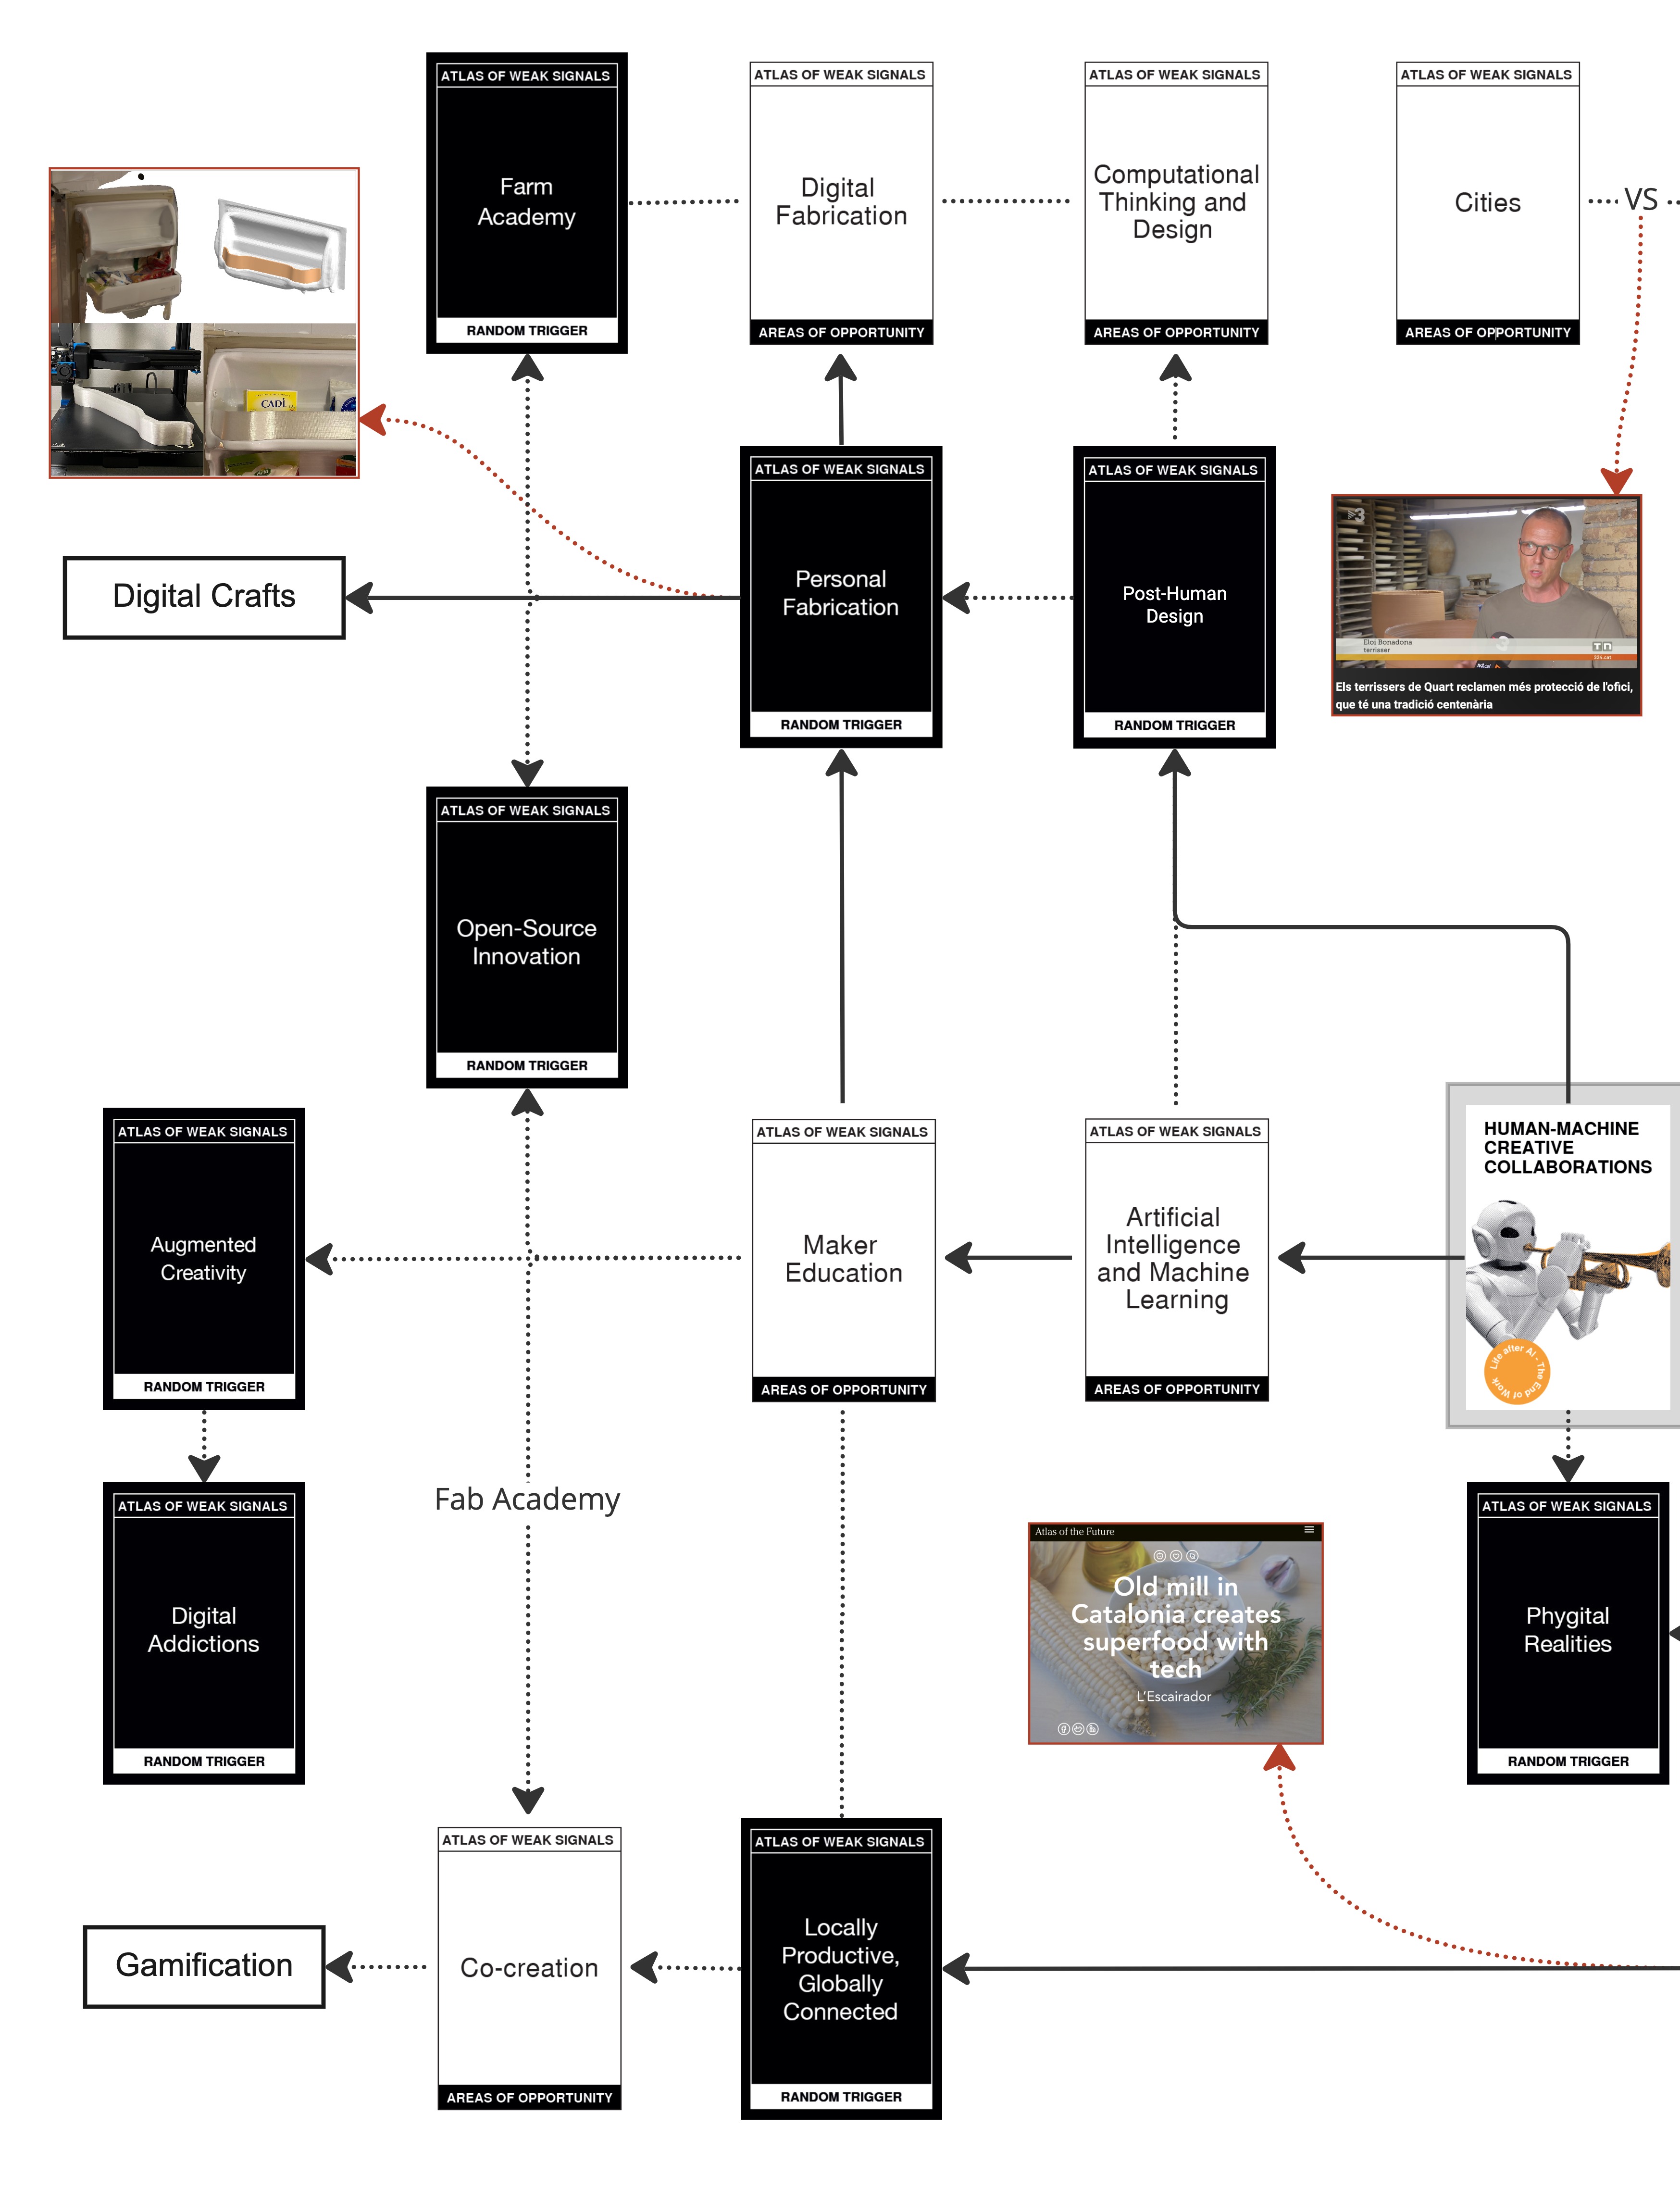 ATLAS OF WEAK SIGNALS
Farm
Academy
RANDOM TRIGGER
ATLAS OF WEAK SIGNALS
Digital
Fabrication
AREAS OF OPPORTUNITY
ATLAS OF WEAK SIGNALS
Computational
Thinking and
Design
AREAS OF OPPORTUNITY
ATLAS OF WEAK SIGNALS
Cities
AREAS OF OPPORTUNITY
VS
CADÍ
Digital Crafts
ATLAS OF WEAK SIGNALS
Personal
Fabrication
RANDOM TRIGGER
ATLAS OF WEAK SIGNALS
Post-Human
Design
RANDOM TRIGGER
3
3
Eloi Bonadona
terrisser
TN
324.cat
Els terrissers de Quart reclamen més protecció de l'ofici,
que té una tradició centenària
ATLAS OF WEAK SIGNALS
Open-Source
Innovation
RANDOM TRIGGER
ATLAS OF WEAK SIGNALS
Augmented
Creativity
RANDOM TRIGGER
ATLAS OF WEAK SIGNALS
Maker
Education
AREAS OF OPPORTUNITY
ATLAS OF WEAK SIGNALS
Artificial
Intelligence
and Machine
Learning
AREAS OF OPPORTUNITY
HUMAN-MACHINE
CREATIVE
COLLABORATIONS
Life after AI - The End of Work
ATLAS OF WEAK SIGNALS
Digital
Addictions
RANDOM TRIGGER
Fab Academy
Atlas of the Future
Old mill in
Catalonia creates
superfood with
tech
L'Escairador
ATLAS OF WEAK SIGNALS
Phygital
Realities
RANDOM TRIGGER
Gamification
ATLAS OF WEAK SIGNALS
Co-creation
AREAS OF OPPORTUNITY
ATLAS OF WEAK SIGNALS
Locally
Productive,
Globally
Connected
RANDOM TRIGGER